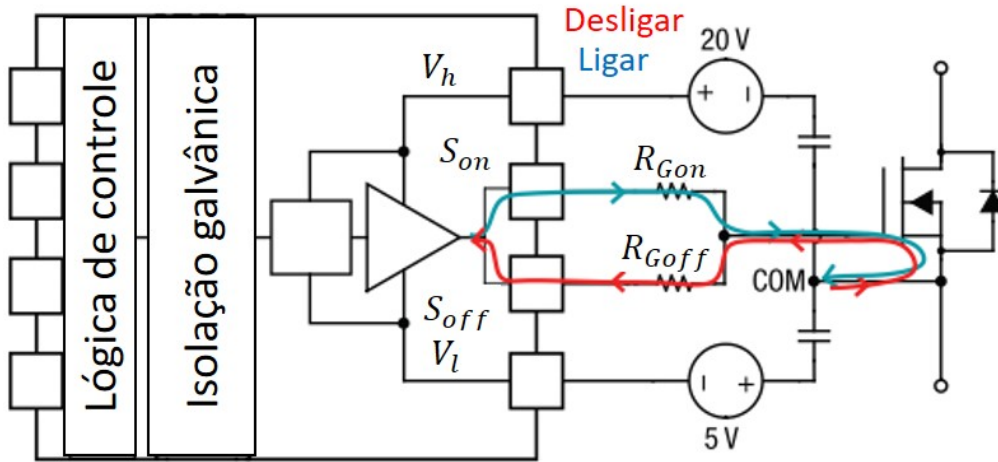 Lógica de controle
Isolação galvânica
Desligar
Ligar
20 V
+ −
V_h
S_on
R_Gon
R_Goff
COM
S_off
V_l
− +
5 V